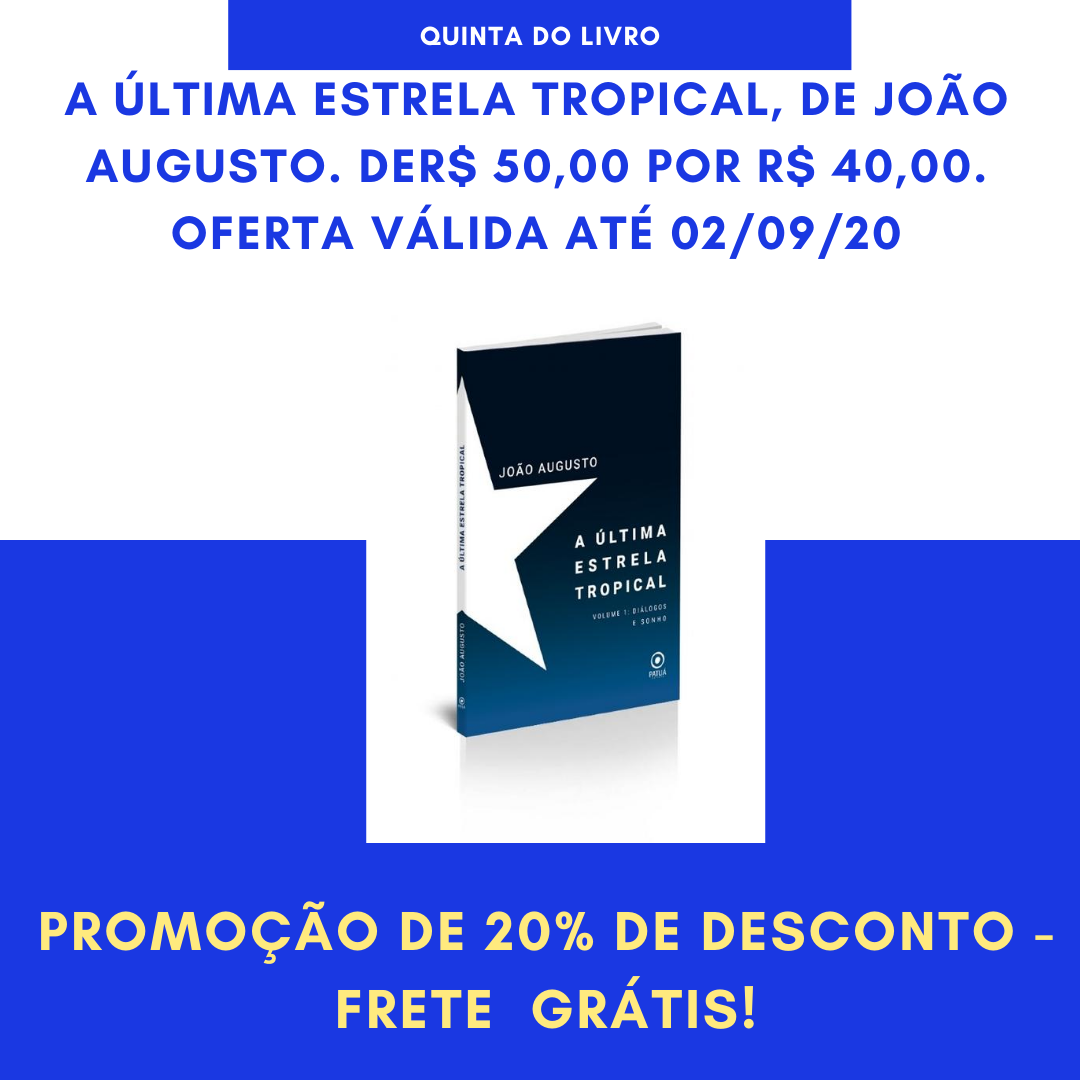 QUINTA DO LIVRO
A ÚLTIMA ESTRELA TROPICAL, DE JOÃO
AUGUSTO. DER$ 50,00 POR R$ 40,00.
OFERTA VÁLIDA ATÉ 02/09/20
A ÚLTIMA ESTRELA TROPICAL
JOÃO AUGUSTO
JOÃO AUGUSTO
A ÚLTIMA
ESTRELA
TROPICAL
VOLUME 1: DIÁLOGOS
E SONHO
PATUÁ
PROMOÇÃO DE 20% DE DESCONTO -
FRETE GRÁTIS!